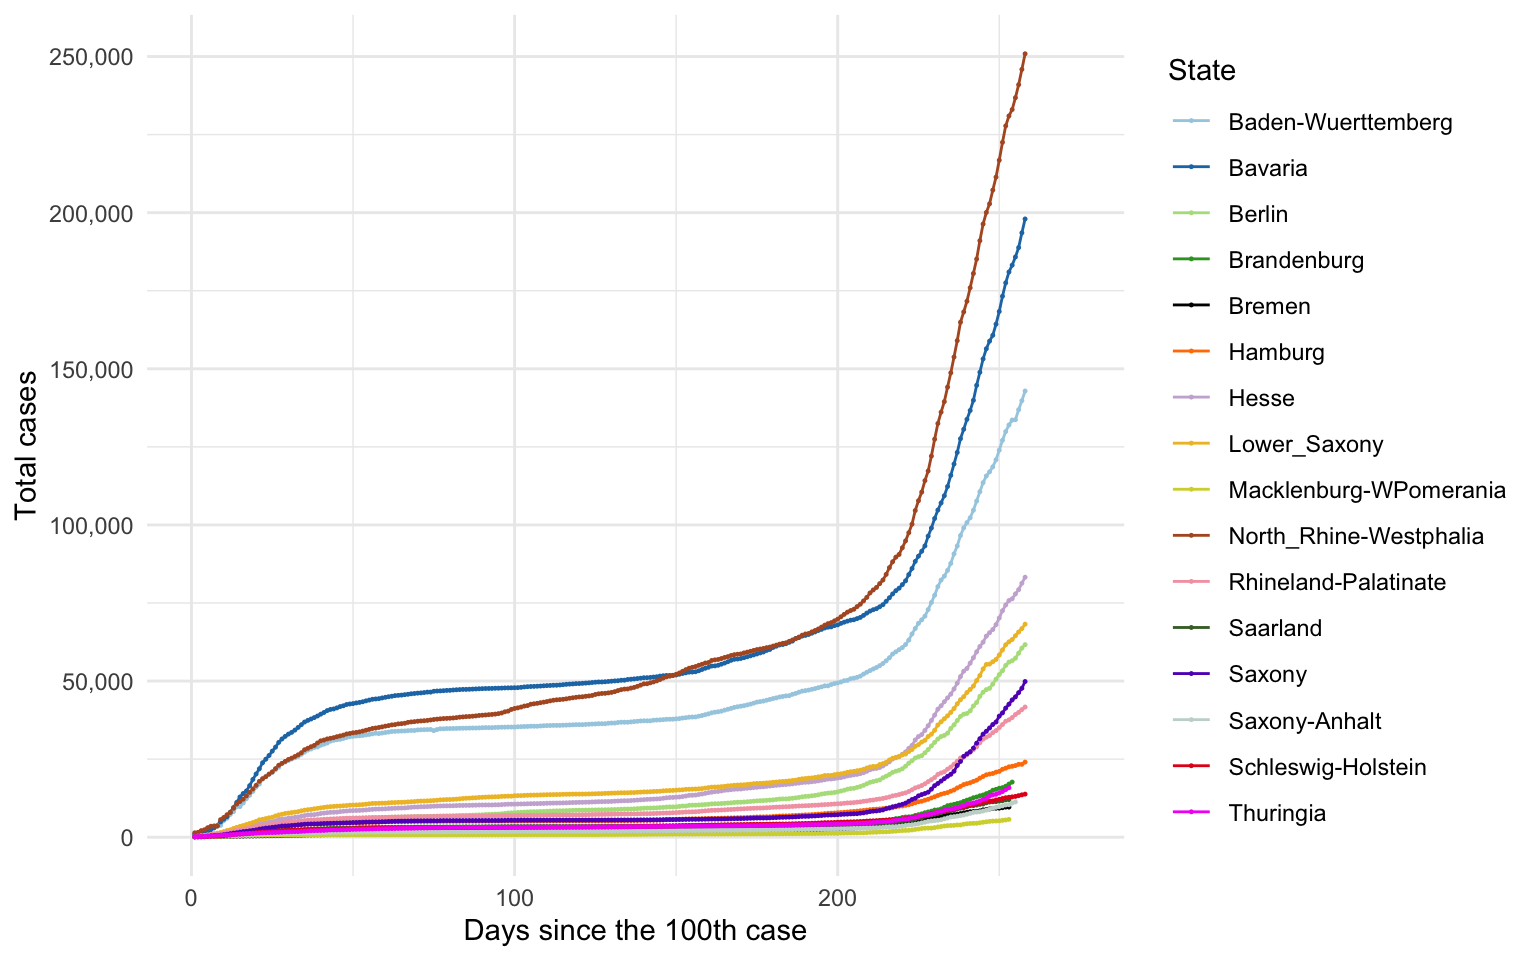 250,000
200,000
150,000
100,000
50,000
0
Total cases
0 100 200
Days since the 100th case
State
Baden-Wuerttemberg
Bavaria
Berlin
Brandenburg
Bremen
Hamburg
Hesse
Lower_Saxony
Macklenburg-WPomerania
North_Rhine-Westphalia
Rhineland-Palatinate
Saarland
Saxony
Saxony-Anhalt
Schleswig-Holstein
Thuringia